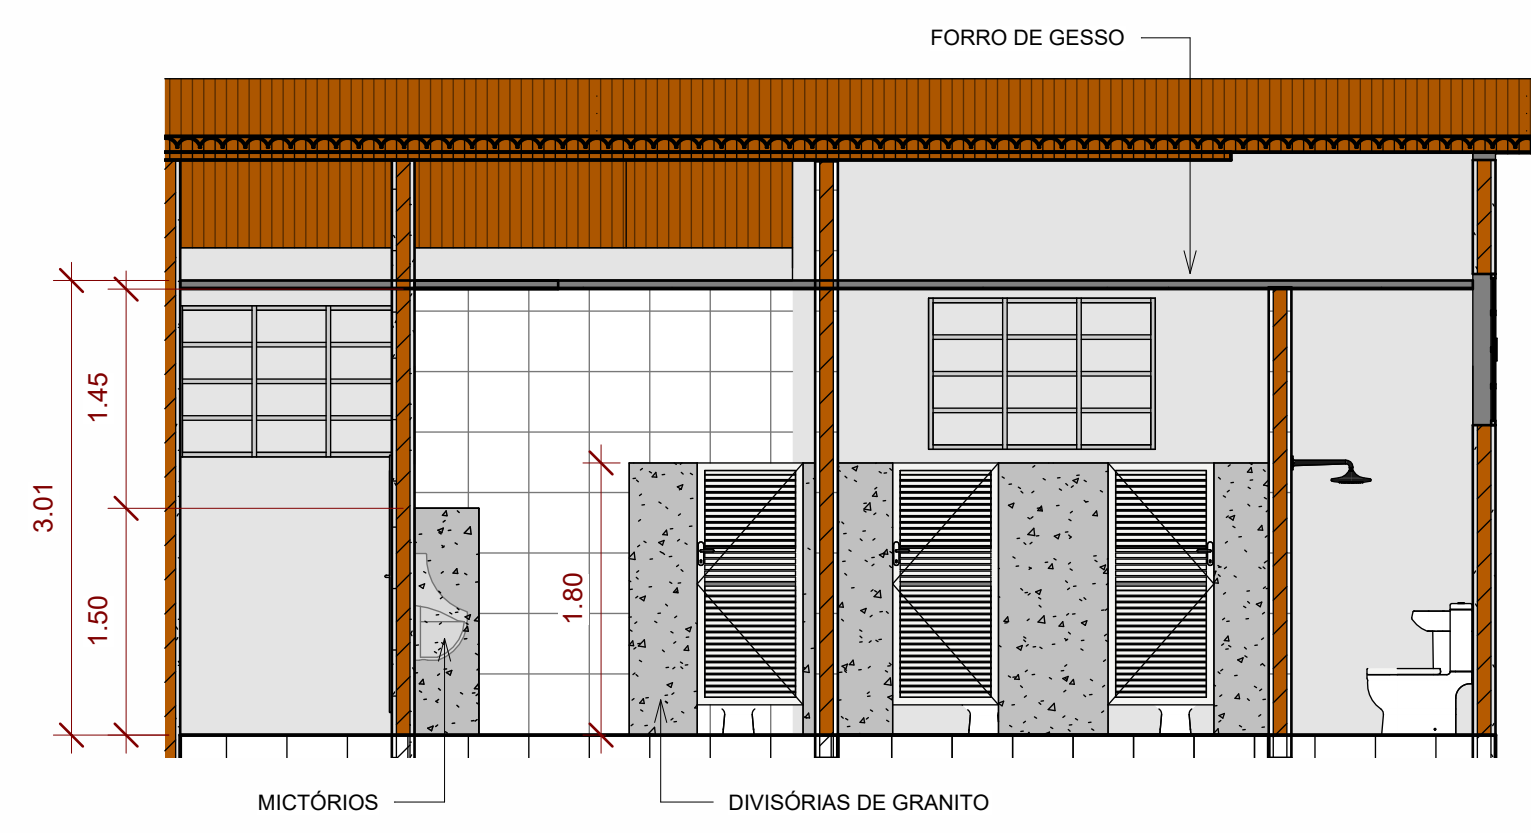 FORRO DE GESSO
1.45
3.01
1.80
1.50
MICTÓRIOS
DIVISÓRIAS DE GRANITO